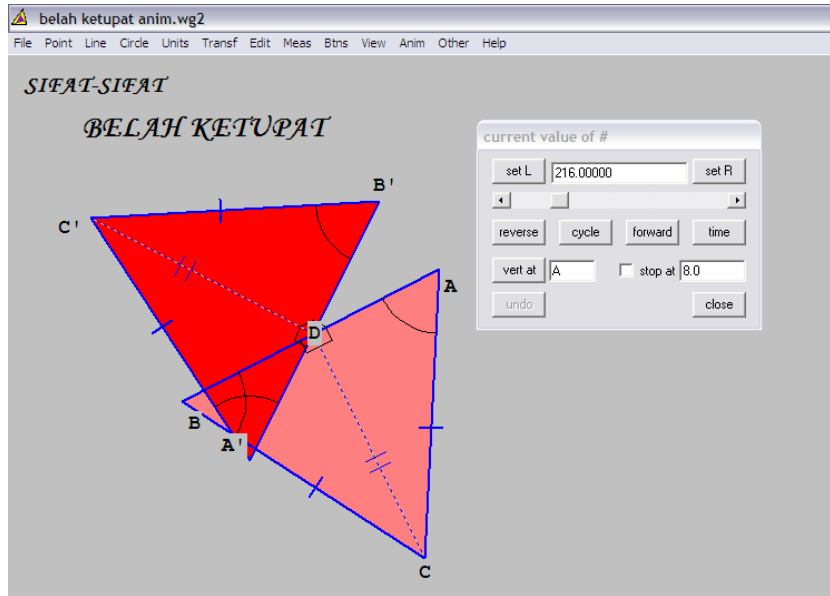 belah ketupat anim.wg2
File Point Line Circle Units Transf Edit Meas Btns View Anim Other Help
SIFAT-SIFAT
BELAH KETUPAT
current value of #
set L 216.00000 set R
reverse cycle forward time
vert at A stop at 8.0
undo close
B'
C'
A
D
B
A'
C